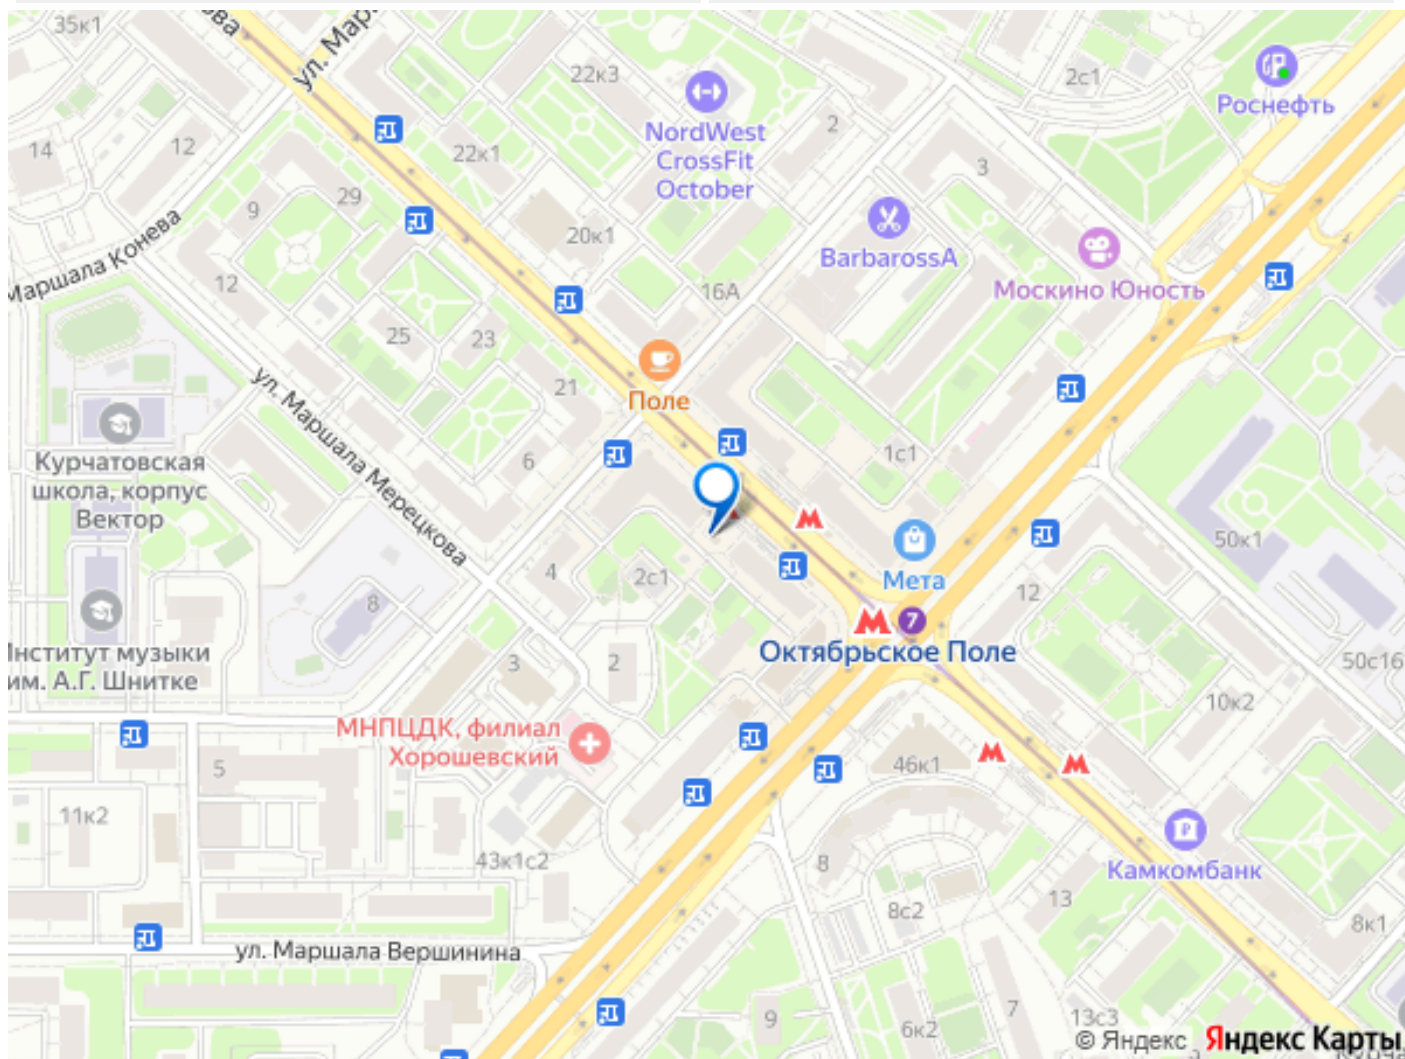 35к1
ова
ул. Мар
22к3
2с1
Роснефть
NordWest
CrossFit
October
2
14
12
22к1
3
29
9
20к1
BarbarossA
Маршала Конева
Москино Юность
12
16А
25
23
21
Поле
ул. Маршала Мерецкова
Курчатовская
школа, корпус
Вектор
6
1с1
50к1
Мета
4
2с1
8
12
7
Октябрьское Поле
Институт музыки
им. А.Г. Шнитке
3
2
50с16
10к2
МНПЦДК, филиал
Хорошевский
5
46к1
11к2
43к1с2
8
Камкомбанк
13
8с2
8к1
ул. Маршала Вершинина
9
6к2
7
13с3
© Яндекс Яндекс Карты